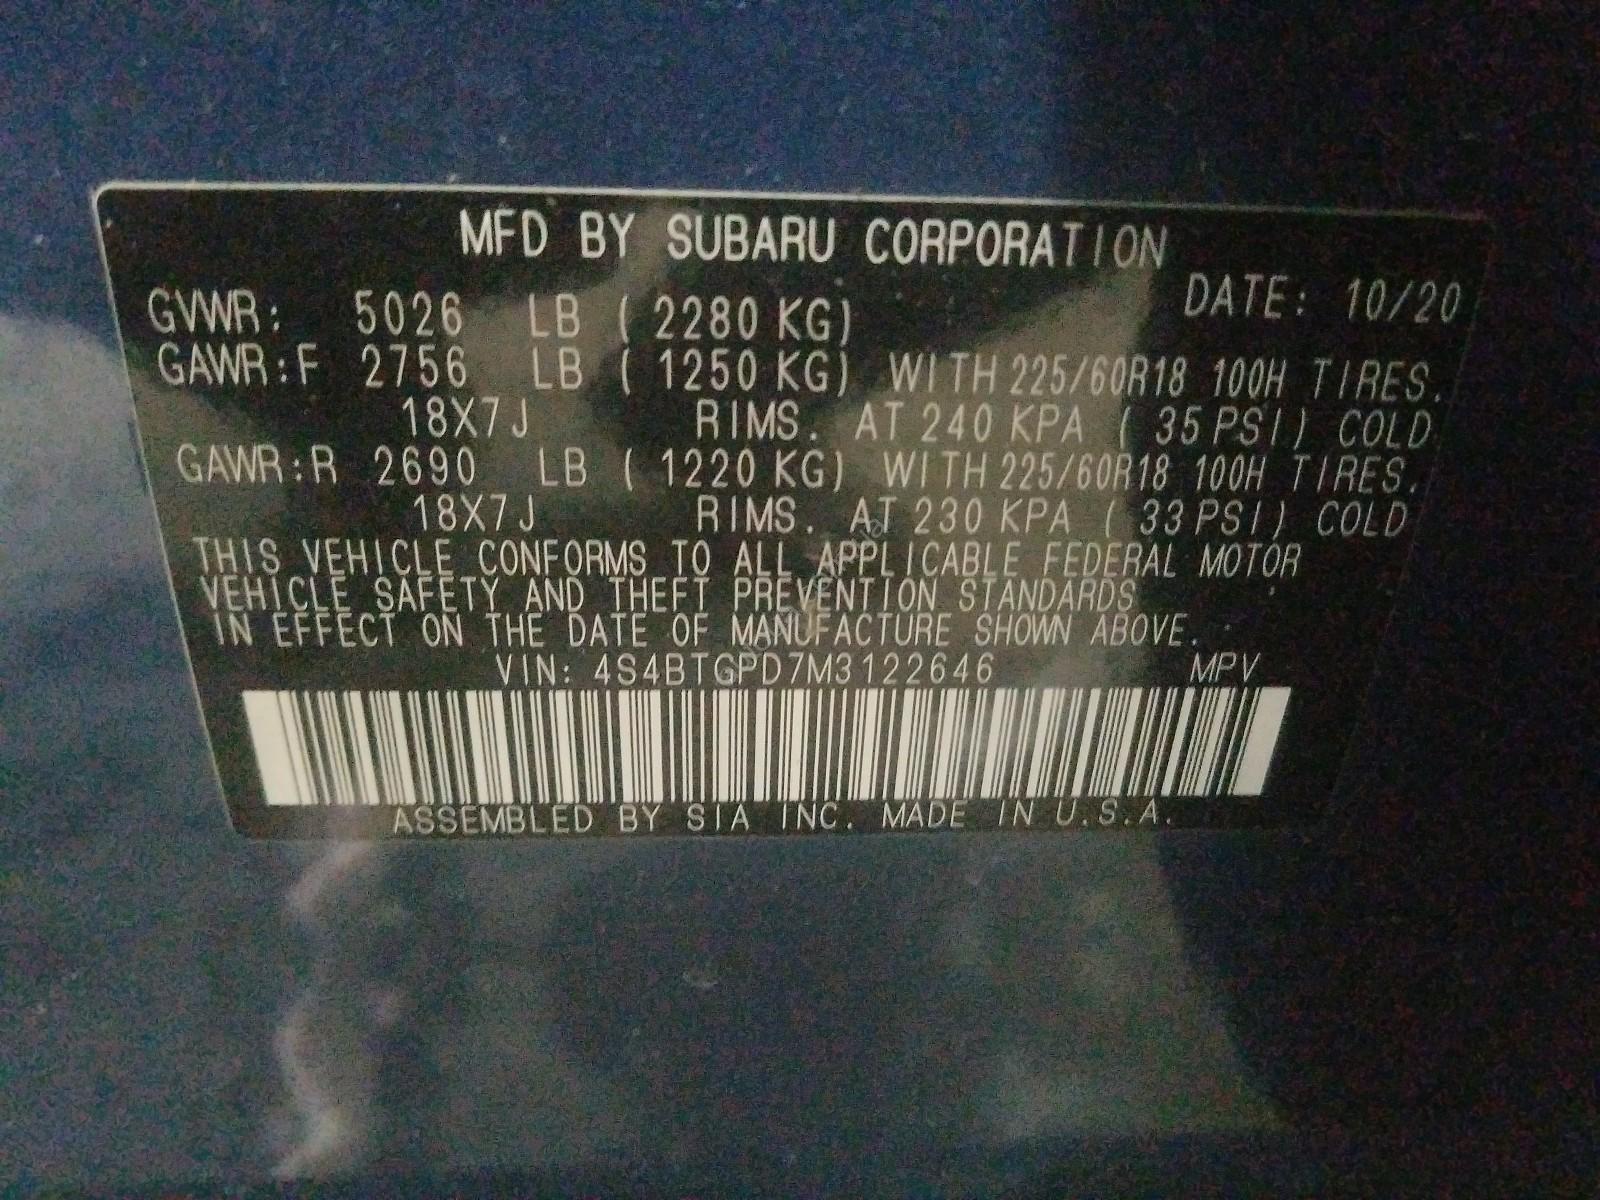 MFD BY SUBARU CORPORATION
DATE: 10/20
GVWR: 5026 LB ( 2280 KG)
GAWR:F 2756 LB ( 1250 KG) WITH 225/60R18 100H TIRES.
18X7J RIMS. AT 240 KPA ( 35 PSI) COLD
GAWR:R 2690 LB ( 1220 KG) WITH 225/60R18 100H TIRES.
18X7J RIMS. AT 230 KPA ( 33 PSI) COLD
THIS VEHICLE CONFORMS TO ALL APPLICABLE FEDERAL MOTOR
VEHICLE SAFETY AND THEFT PREVENTION STANDARDS
IN EFFECT ON THE DATE OF MANUFACTURE SHOWN ABOVE.
VIN: 4S4BTGPD7M3122646 MPV
ASSEMBLED BY SIA INC. MADE IN U.S.A.